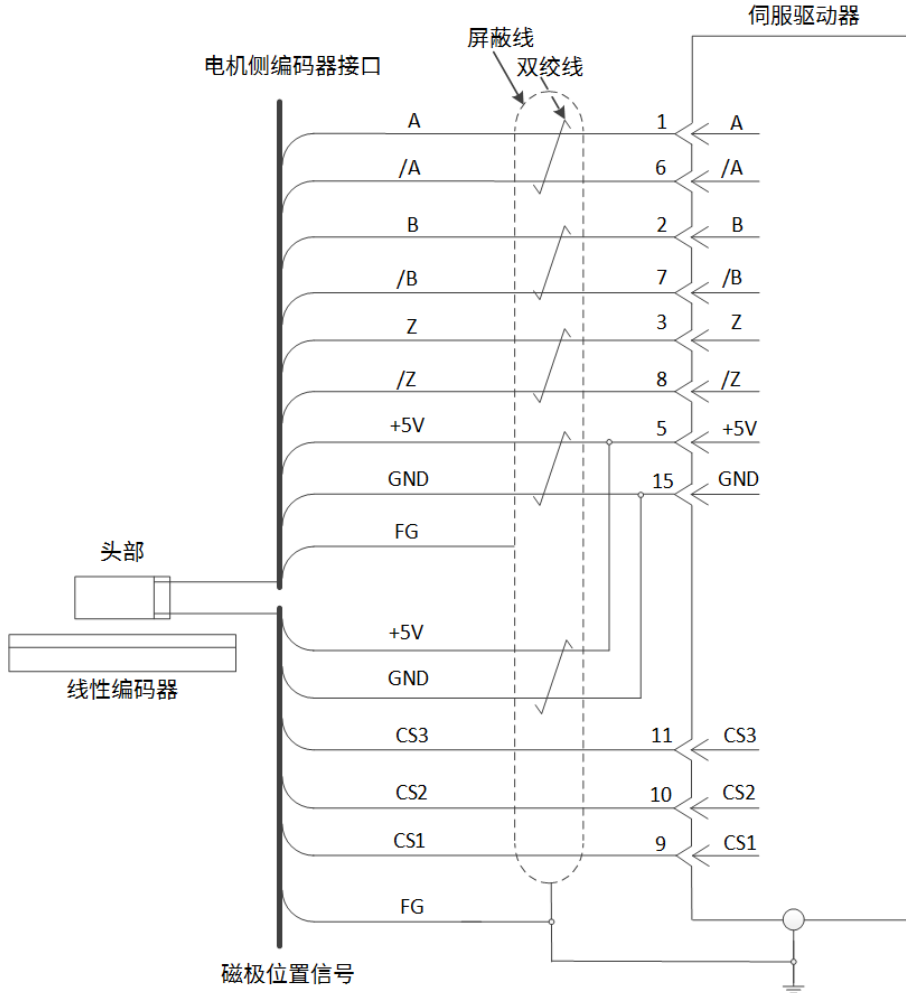 伺服驱动器
屏蔽线
电机侧编码器接口
双绞线
A 1 A
/A 6 /A
B 2 B
/B 7 /B
Z 3 Z
/Z 8 /Z
+5V 5 +5V
GND 15 GND
FG
头部
+5V
线性编码器
GND
CS3 11 CS3
CS2 10 CS2
CS1 9 CS1
FG
磁极位置信号